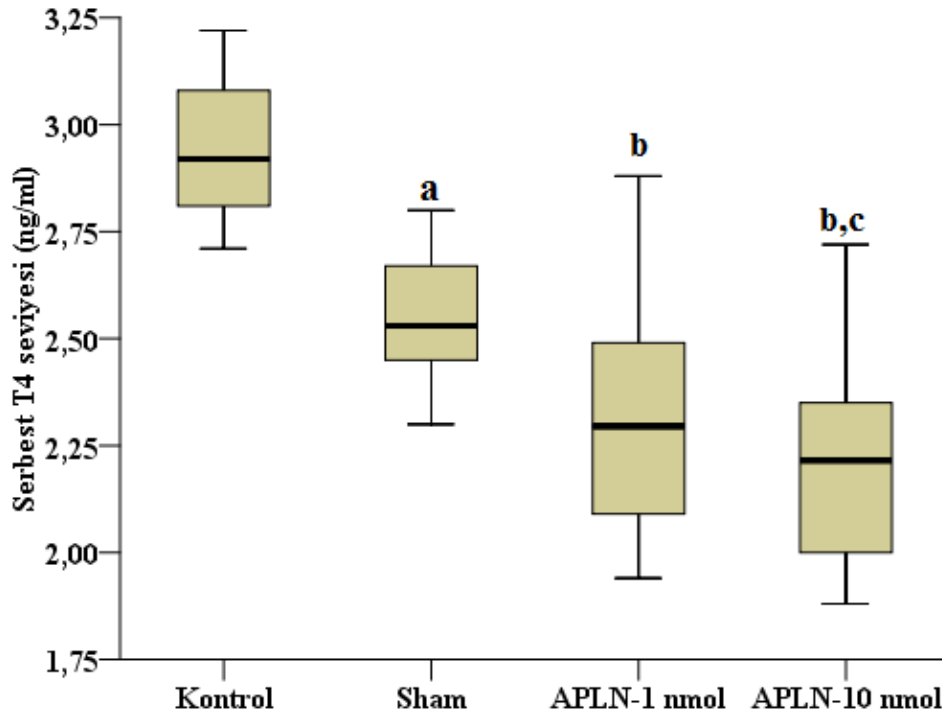 Serbest T4 seviyesi (ng/ml)
3,25
3,00
2,75
2,50
2,25
2,00
1,75
a
b
b,c
Kontrol
Sham
APLN-1 nmol
APLN-10 nmol